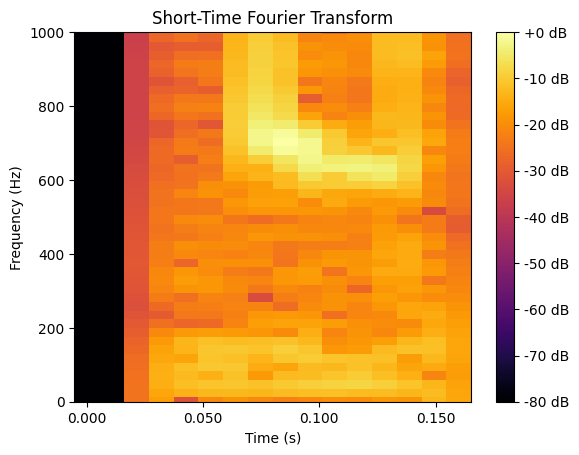 Short-Time Fourier Transform
1000
800
600
400
200
0
Frequency (Hz)
0.000
0.050
0.100
0.150
Time (s)
+0 dB
-10 dB
-20 dB
-30 dB
-40 dB
-50 dB
-60 dB
-70 dB
-80 dB